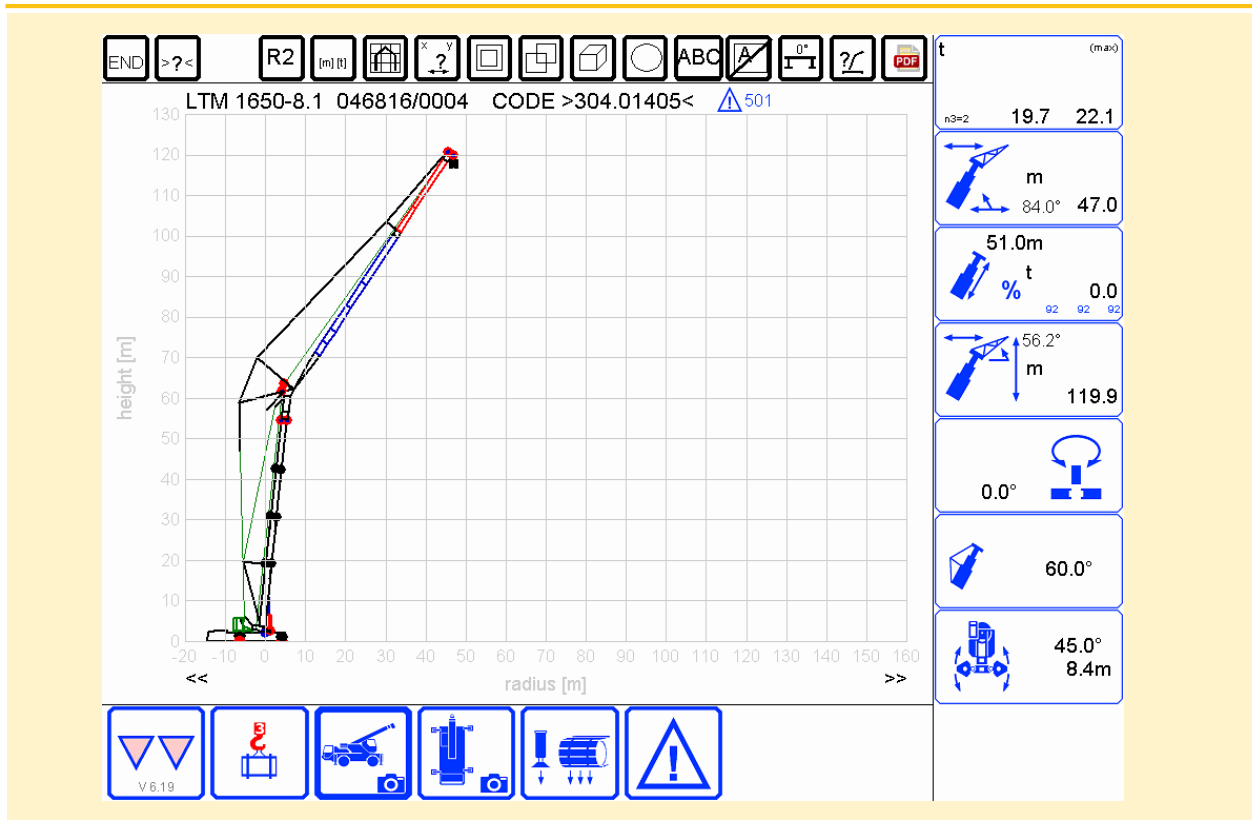 END >?< R2 [m] [t] x y ? ABC A 0° ? PDF
LTM 1650-8.1 046816/0004 CODE >304.01405< 501
130
120
110
100
90
80
70
60
50
40
30
20
10
0
height [m]
-20 -10 0 10 20 30 40 50 60 70 80 90 100 110 120 130 140 150 160
<< radius [m] >>
t (max)
n3=2 19.7 22.1
m
84.0° 47.0
51.0m
t
% 0.0
92 92 92
56.2°
m
119.9
0.0°
60.0°
45.0°
8.4m
V 6.19
3
!